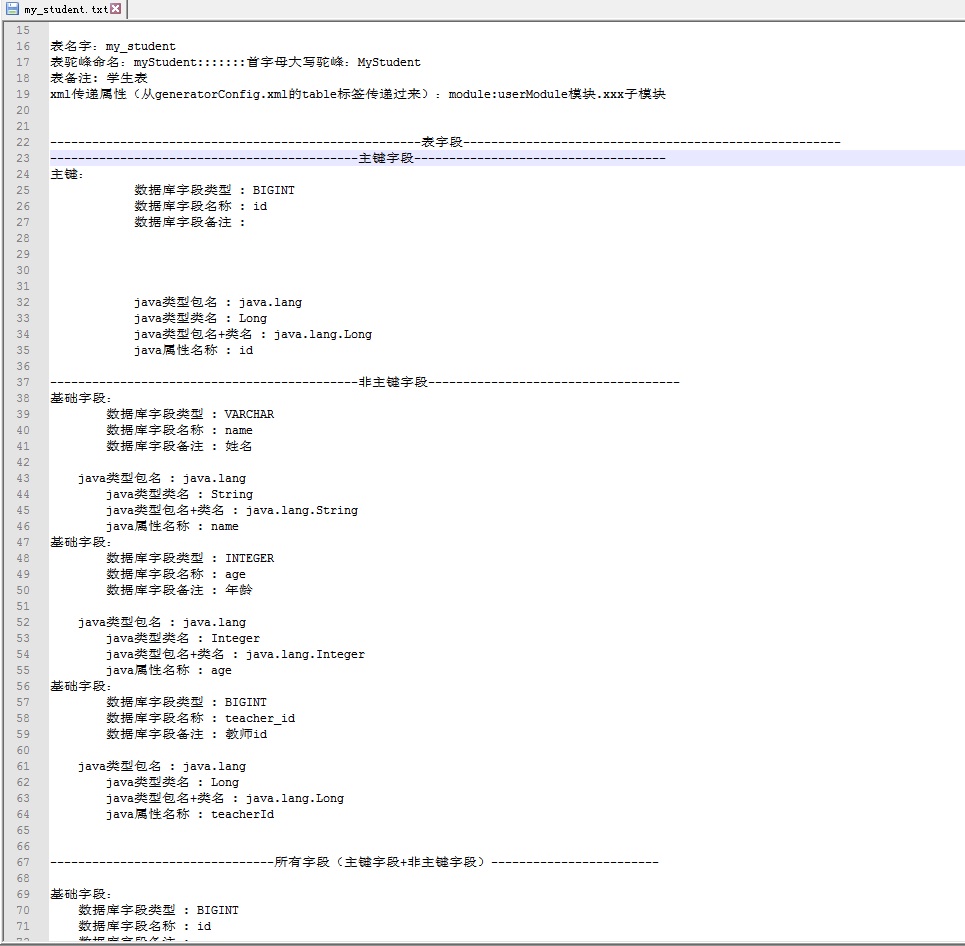 my_student.txt
15
16 表名字：my_student
17 表驼峰命名：myStudent:::::::首字母大写驼峰：MyStudent
18 表备注：学生表
19 xml传递属性（从generatorConfig.xml的table标签传递过来）：module:userModule模块.xxx子模块
20
21
22 -----------------------------------------------------表字段------------------------------------------------------
23 --------------------------------------------主键字段------------------------------------
24 主键：
25 数据库字段类型 : BIGINT
26 数据库字段名称 : id
27 数据库字段备注 :
28
29
30
31
32 java类型包名 : java.lang
33 java类型类名 : Long
34 java类型包名+类名 : java.lang.Long
35 java属性名称 : id
36
37 --------------------------------------------非主键字段------------------------------------
38 基础字段：
39 数据库字段类型 : VARCHAR
40 数据库字段名称 : name
41 数据库字段备注 : 姓名
42
43 java类型包名 : java.lang
44 java类型类名 : String
45 java类型包名+类名 : java.lang.String
46 java属性名称 : name
47 基础字段：
48 数据库字段类型 : INTEGER
49 数据库字段名称 : age
50 数据库字段备注 : 年龄
51
52 java类型包名 : java.lang
53 java类型类名 : Integer
54 java类型包名+类名 : java.lang.Integer
55 java属性名称 : age
56 基础字段：
57 数据库字段类型 : BIGINT
58 数据库字段名称 : teacher_id
59 数据库字段备注 : 教师id
60
61 java类型包名 : java.lang
62 java类型类名 : Long
63 java类型包名+类名 : java.lang.Long
64 java属性名称 : teacherId
65
66
67 --------------------------------所有字段（主键字段+非主键字段）------------------------
68
69 基础字段：
70 数据库字段类型 : BIGINT
71 数据库字段名称 : id